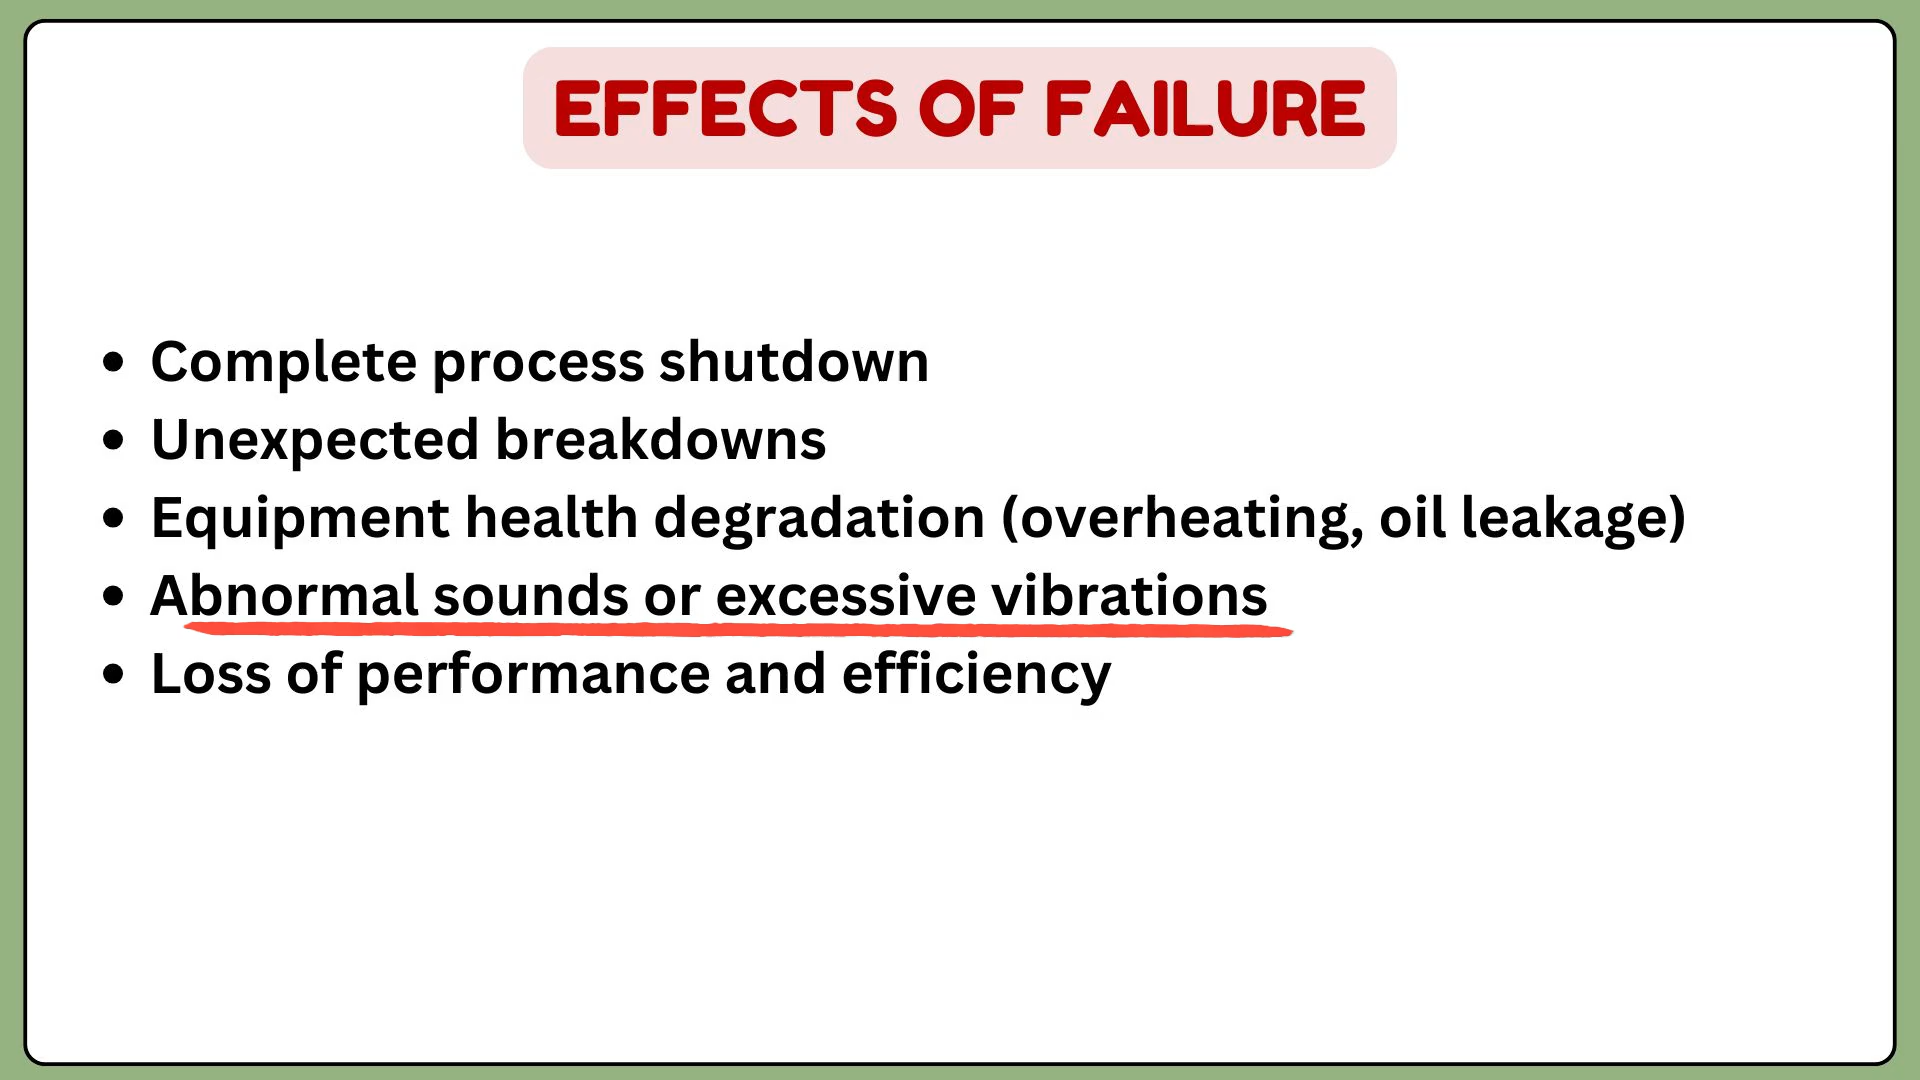 EFFECTS OF FAILURE
• Complete process shutdown
• Unexpected breakdowns
• Equipment health degradation (overheating, oil leakage)
• Abnormal sounds or excessive vibrations
• Loss of performance and efficiency